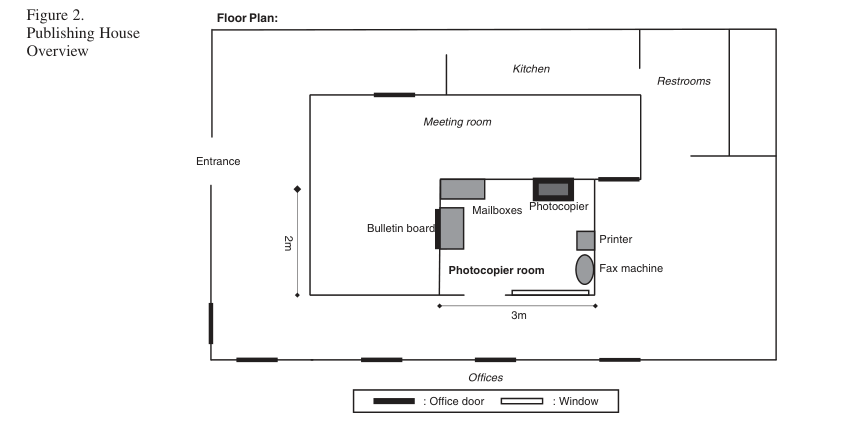 Figure 2.
Publishing House
Overview
Floor Plan:
Kitchen
Restrooms
Meeting room
Entrance
Mailboxes
Photocopier
Bulletin board
Printer
2m
Photocopier room
Fax machine
3m
Offices
: Office door
: Window